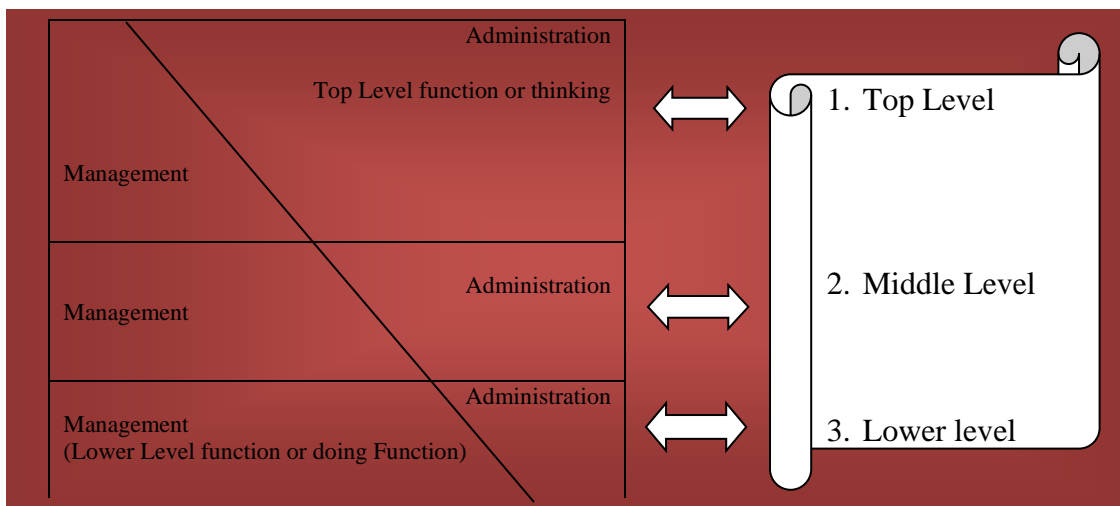 Administration
Top Level function or thinking
Management
Administration
Management
Administration
Management
(Lower Level function or doing Function)
1. Top Level
2. Middle Level
3. Lower level